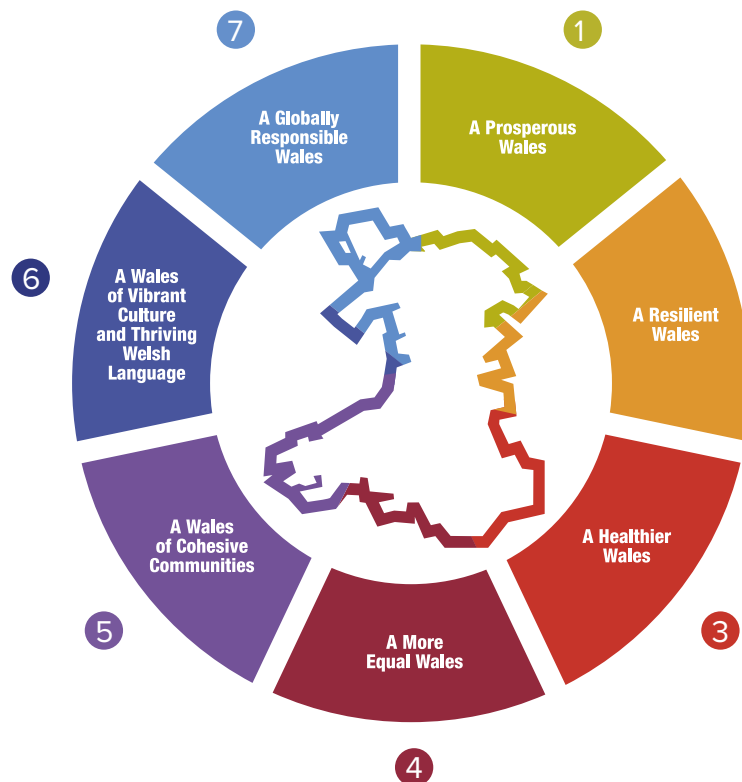 7
1
A Globally
Responsible
Wales
A Prosperous
Wales
6
A Wales
of Vibrant
Culture
and Thriving
Welsh
Language
A Resilient
Wales
A Wales
of Cohesive
Communities
A Healthier
Wales
5
3
A More
Equal Wales
4